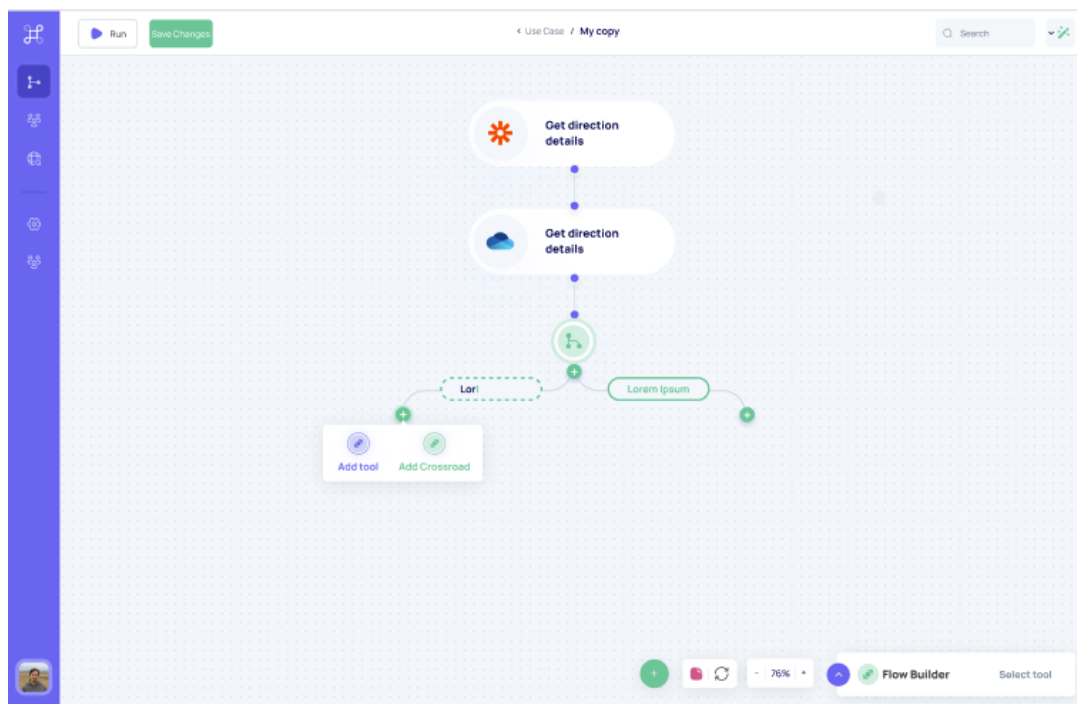 Run
Save Changes
< Use Case / My copy
Search
Get direction
details
Get direction
details
Lor
Lorem Ipsum
Add tool
Add Crossroad
- 76% +
Flow Builder
Select tool